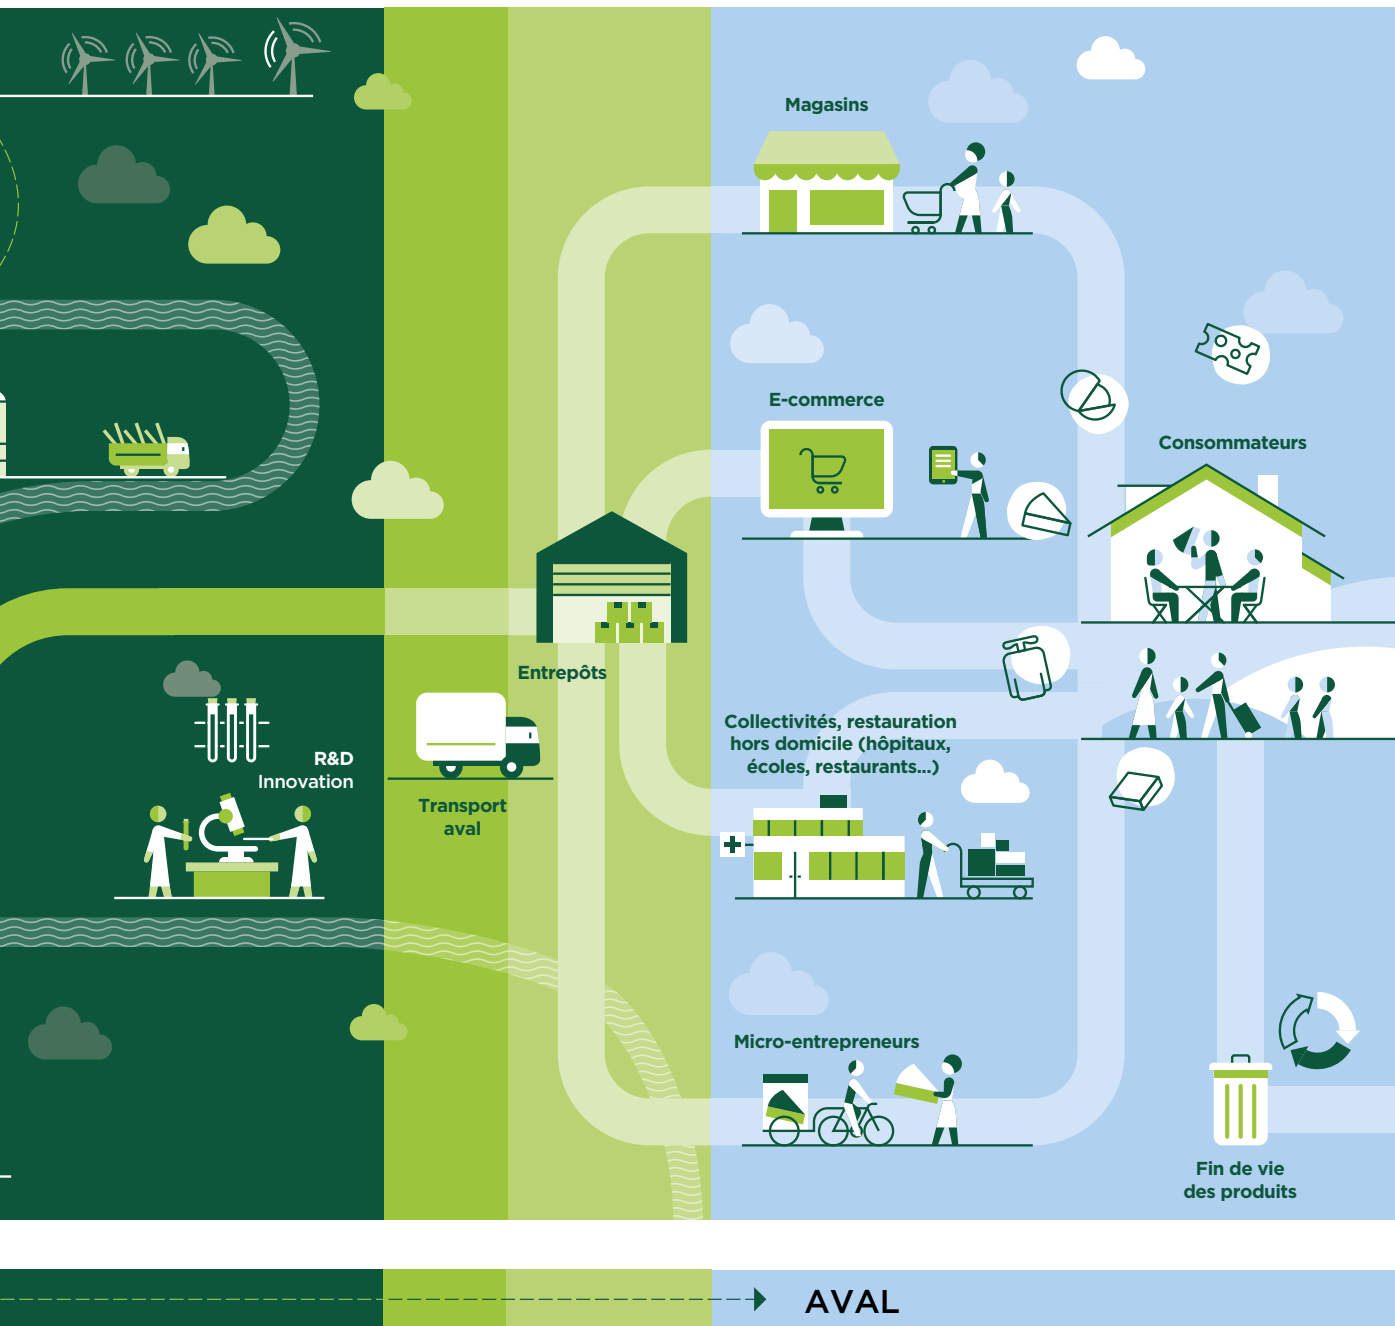 Magasins
E-commerce
Consommateurs
Entrepôts
Collectivités, restauration
hors domicile (hôpitaux,
écoles, restaurants...)
R&D
Innovation
Transport
aval
Micro-entrepreneurs
Fin de vie
des produits
AVAL